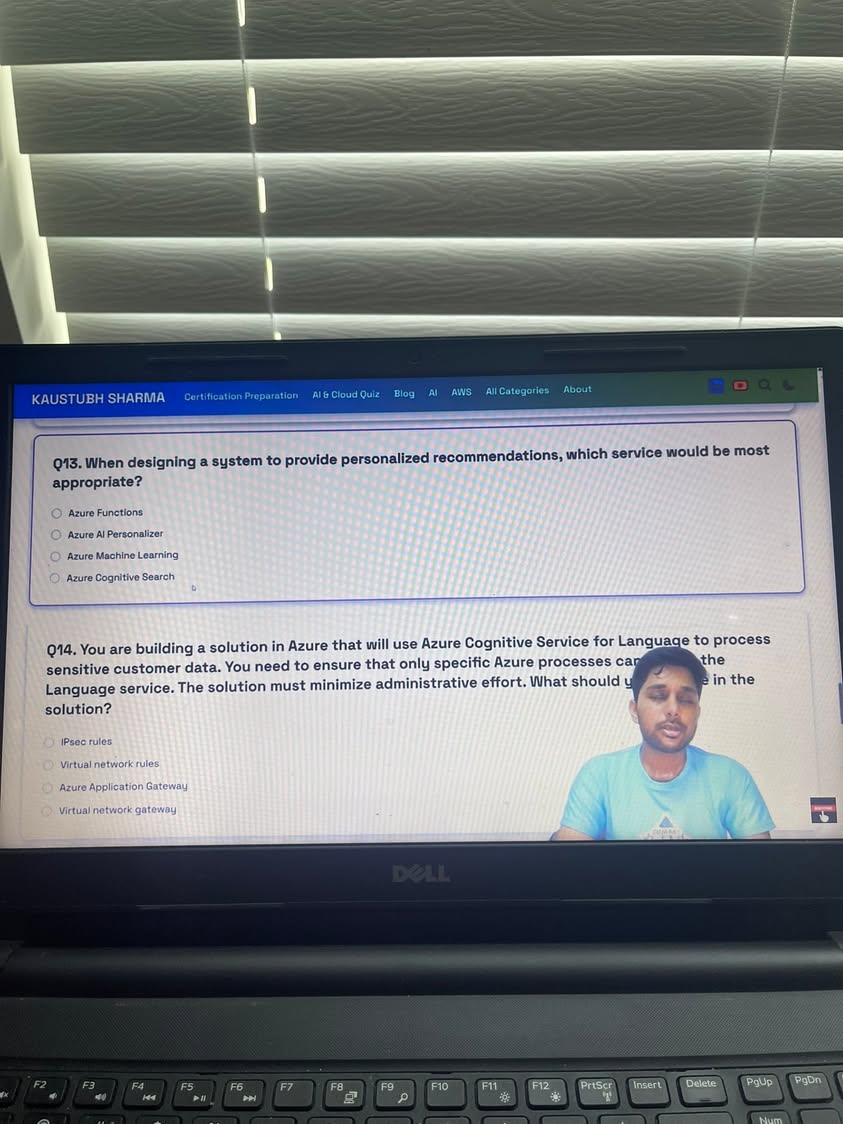 KAUSTUBH SHARMA Certification Preparation AI & Cloud Quiz Blog AI AWS All Categories About
Q13. When designing a system to provide personalized recommendations, which service would be most
appropriate?
Azure Functions
Azure AI Personalizer
Azure Machine Learning
Azure Cognitive Search
Q14. You are building a solution in Azure that will use Azure Cognitive Service for Language to process
sensitive customer data. You need to ensure that only specific Azure processes the
Language service. The solution must minimize administrative effort. What should in the
solution?
IPsec rules
Virtual network rules
Azure Application Gateway
Virtual network gateway
DELL
F2 F3 F4 F5 F6 F7 F8 F9 F10 F11 F12 PrtScr Insert Delete PgUp PgDn
Num